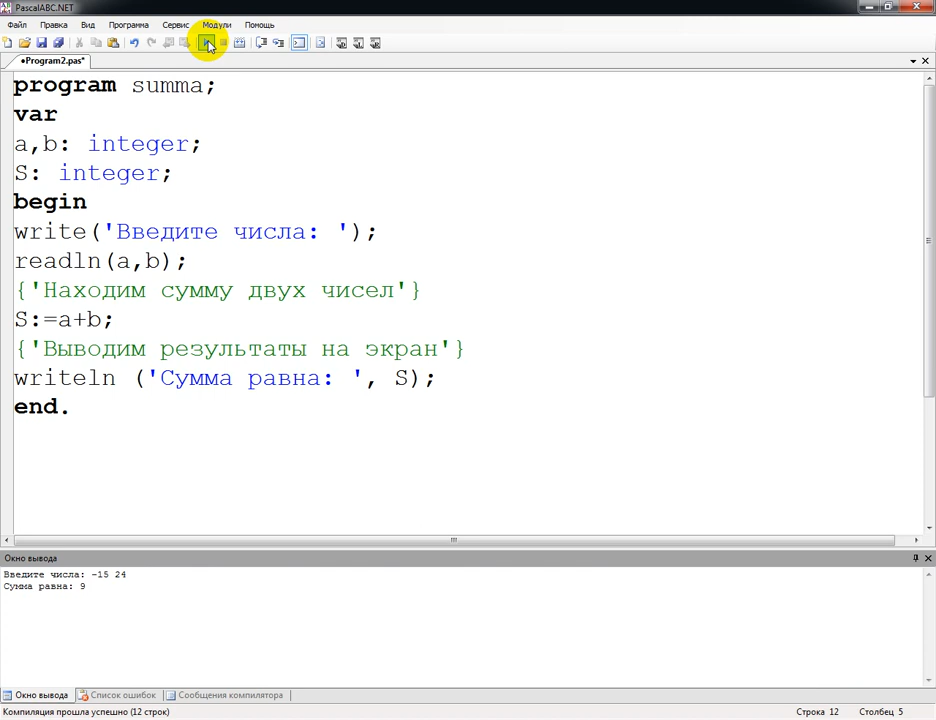 PascalABC.NET
Файл Правка Вид Программа Сервис Модули Помощь
•Program2.pas*
program summa;
var
a,b: integer;
S: integer;
begin
write('Введите числа: ');
readln(a,b);
{'Находим сумму двух чисел'}
S:=a+b;
{'Выводим результаты на экран'}
writeln ('Сумма равна: ', S);
end.
Окно вывода
Введите числа: -15 24
Сумма равна: 9
Окно вывода Список ошибок Сообщения компилятора
Компиляция прошла успешно (12 строк) Строка 12 Столбец 5